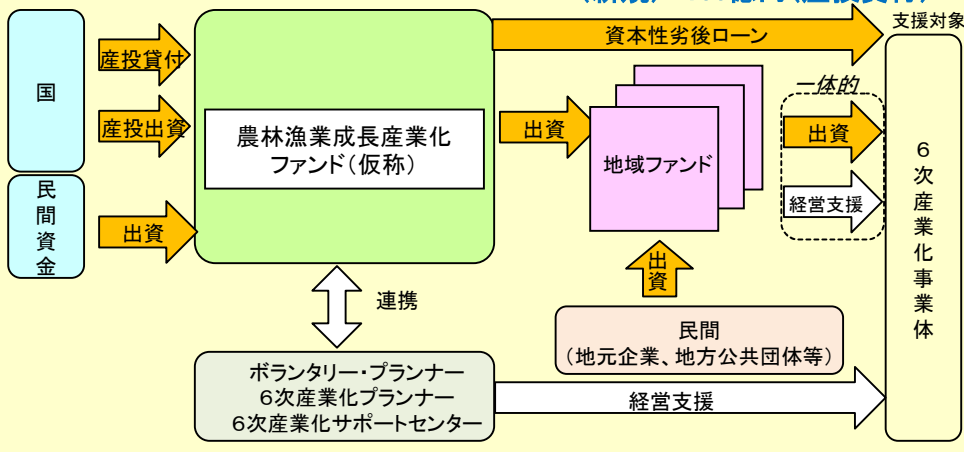 支援対象
国
民間資金
産投貸付
産投出資
出資
農林漁業成長産業化
ファンド(仮称)
資本性劣後ローン
出資
地域ファンド
一体的
出資
経営支援
6次産業化事業体
連携
出資
民間
(地元企業、地方公共団体等)
ボランタリー・プランナー
6次産業化プランナー
6次産業化サポートセンター
経営支援